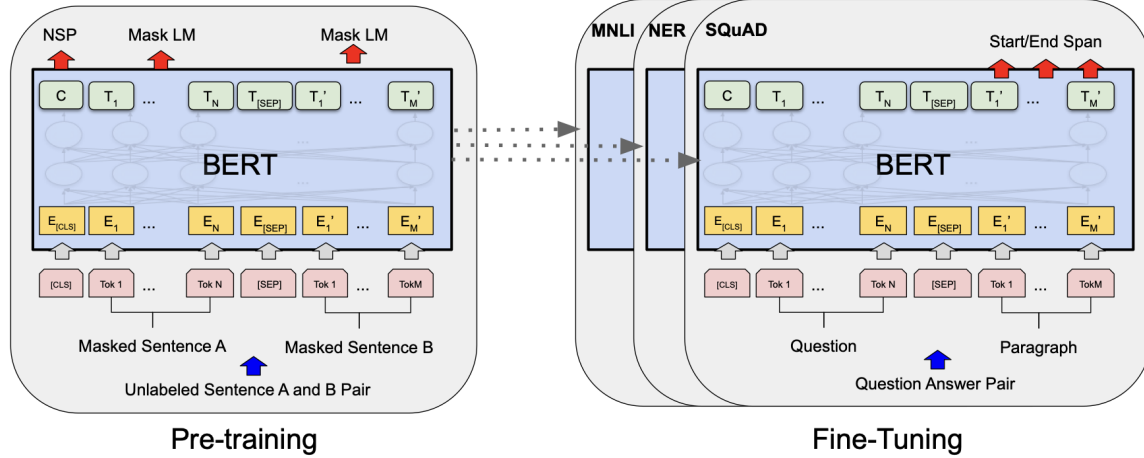 NSP Mask LM Mask LM
C T1 ... TN T[SEP] T1' ... TM'
...
BERT
...
E[CLS] E1 ... EN E[SEP] E1' ... EM'
[CLS] Tok 1 ... Tok N [SEP] Tok 1 ... TokM
Masked Sentence A Masked Sentence B
Unlabeled Sentence A and B Pair
Pre-training
MNLI NER SQuAD
Start/End Span
C T1 ... TN T[SEP] T1' ... TM'
...
BERT
...
E[CLS] E1 ... EN E[SEP] E1' ... EM'
[CLS] Tok 1 ... Tok N [SEP] Tok 1 ... TokM
Question Paragraph
Question Answer Pair
Fine-Tuning